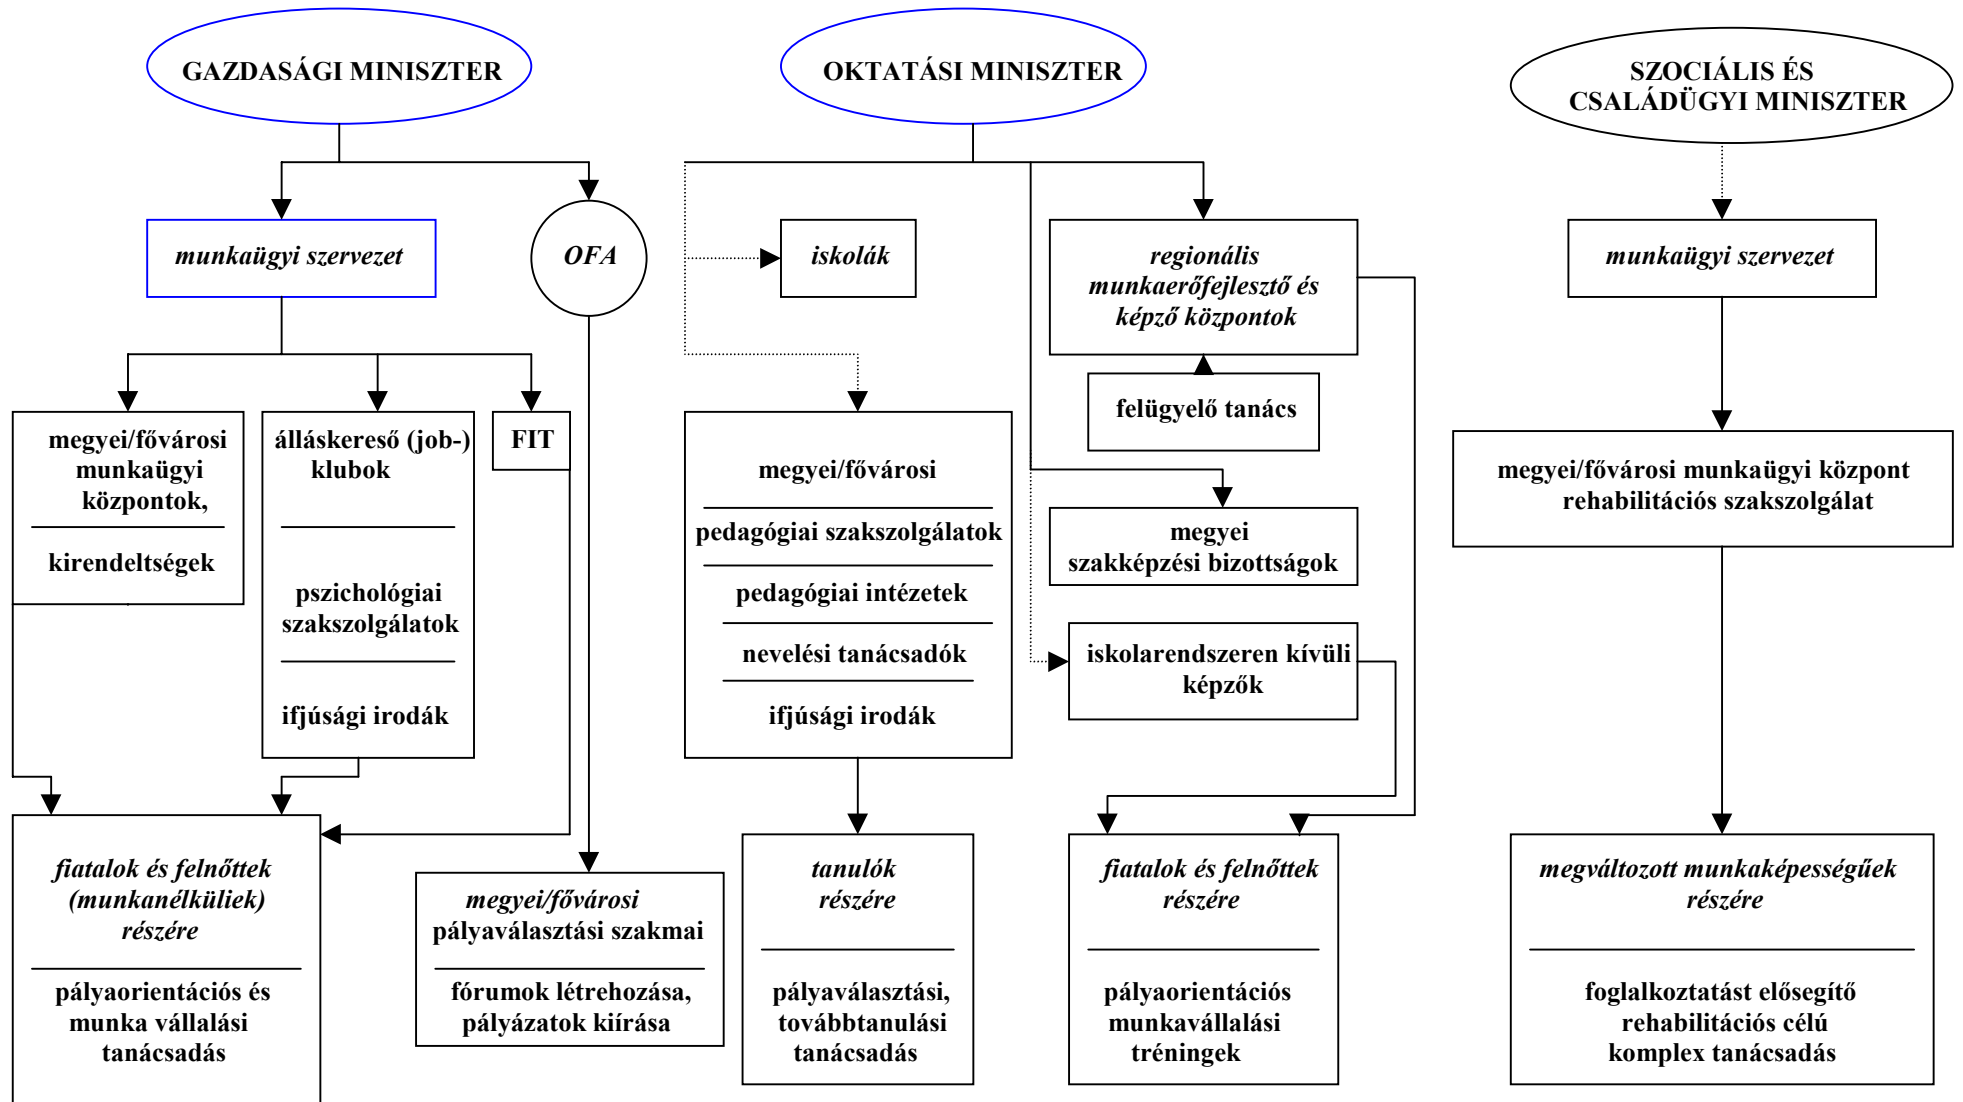 GAZDASÁGI MINISZTER
OKTATÁSI MINISZTER
SZOCIÁLIS ÉS
CSALÁDÜGYI MINISZTER
munkaügyi szervezet
OFA
iskolák
regionális
munkaerőfejlesztő és
képző központok
munkaügyi szervezet
felügyelő tanács
megyei/fővárosi
munkaügyi
központok,
kirendeltségek
álláskereső (job-)
klubok
pszichológiai
szakszolgálatok
ifjúsági irodák
FIT
megyei/fővárosi
pedagógiai szakszolgálatok
pedagógiai intézetek
nevelési tanácsadók
ifjúsági irodák
megyei
szakképzési bizottságok
iskolarendszeren kívüli
képzők
megyei/fővárosi munkaügyi központ
rehabilitációs szakszolgálat
fiatalok és felnőttek
(munkanélküliek)
részére
pályaorientációs és
munka vállalási
tanácsadás
megyei/fővárosi
pályaválasztási szakmai
fórumok létrehozása,
pályázatok kiírása
tanulók
részére
pályaválasztási,
továbbtanulási
tanácsadás
fiatalok és felnőttek
részére
pályaorientációs
munkavállalási
tréningek
megváltozott munkaképességűek
részére
foglalkoztatást elősegítő
rehabilitációs célú
komplex tanácsadás